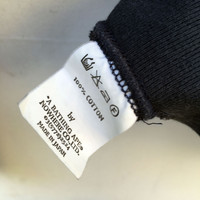 100% COTTON
by
"A BATHING APE"
NOWHERE CO.LTD.
MADE IN JAPAN